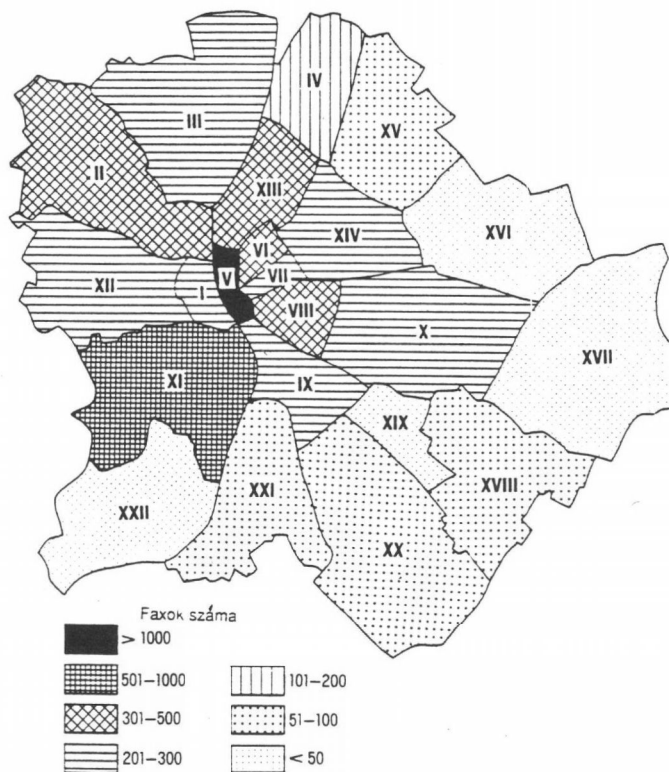 IV
XV
III
II
XIII
XIV
XVI
VI
XII
I
V
VII
VIII
X
XVII
XI
IX
XIX
XVIII
XXI
XXII
XX
Faxok száma
> 1000
501—1000
301—500
201—300
101—200
51—100
< 50